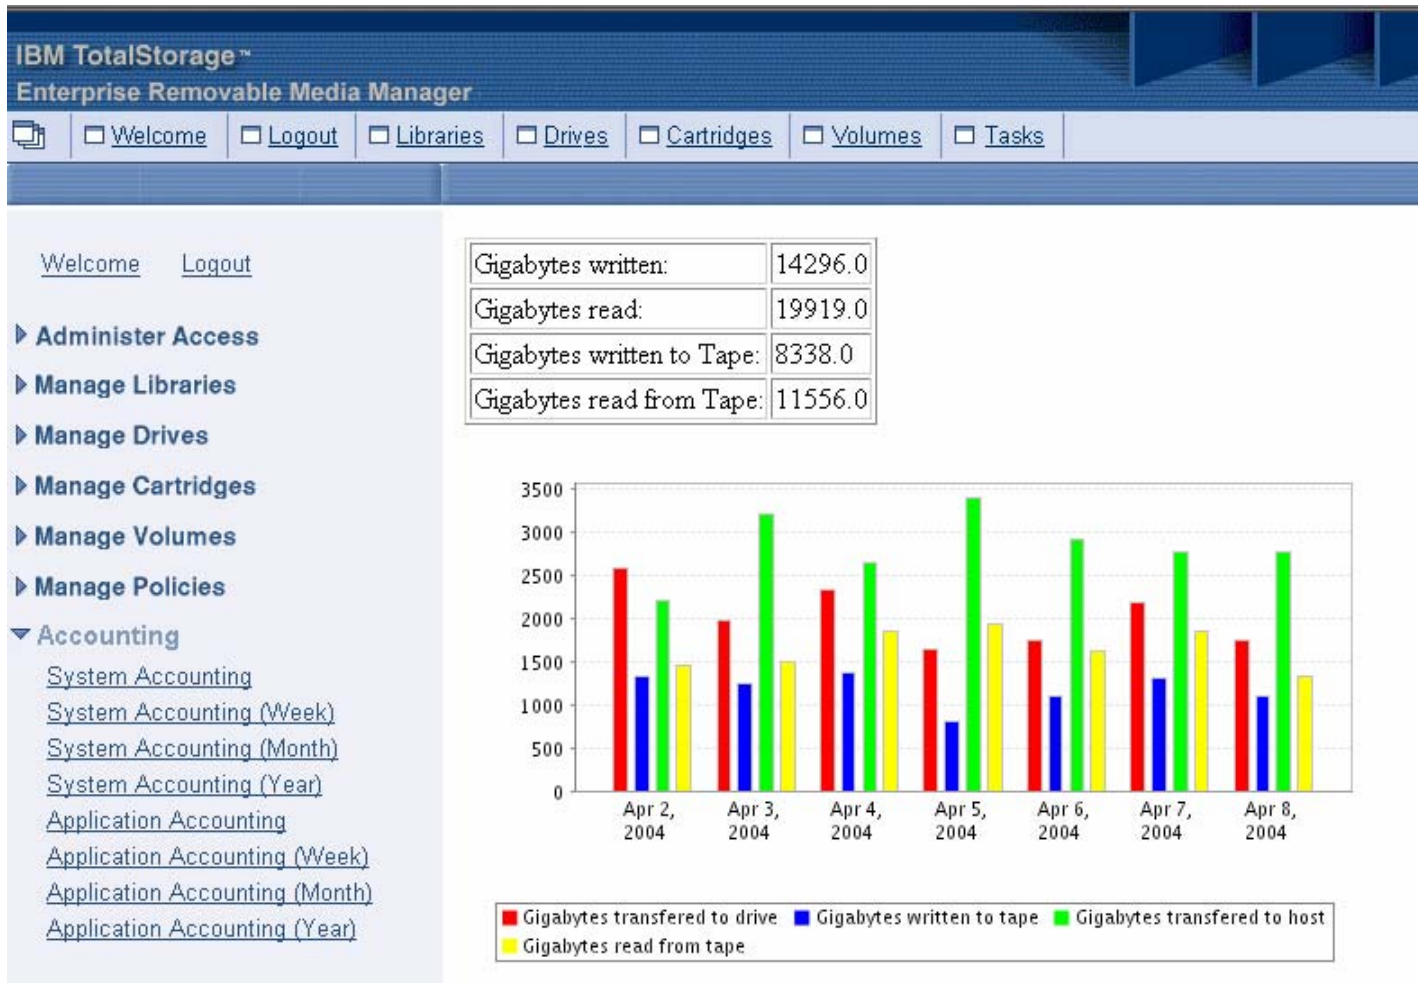 IBM TotalStorage™
Enterprise Removable Media Manager
Welcome Logout Libraries Drives Cartridges Volumes Tasks
Welcome Logout
Administer Access
Manage Libraries
Manage Drives
Manage Cartridges
Manage Volumes
Manage Policies
Accounting
System Accounting
System Accounting (Week)
System Accounting (Month)
System Accounting (Year)
Application Accounting
Application Accounting (Week)
Application Accounting (Month)
Application Accounting (Year)
Gigabytes written: 14296.0
Gigabytes read: 19919.0
Gigabytes written to Tape: 8338.0
Gigabytes read from Tape: 11556.0
3500
3000
2500
2000
1500
1000
500
0
Apr 2, Apr 3, Apr 4, Apr 5, Apr 6, Apr 7, Apr 8,
2004 2004 2004 2004 2004 2004 2004
Gigabytes transfered to drive Gigabytes written to tape Gigabytes transfered to host
Gigabytes read from tape